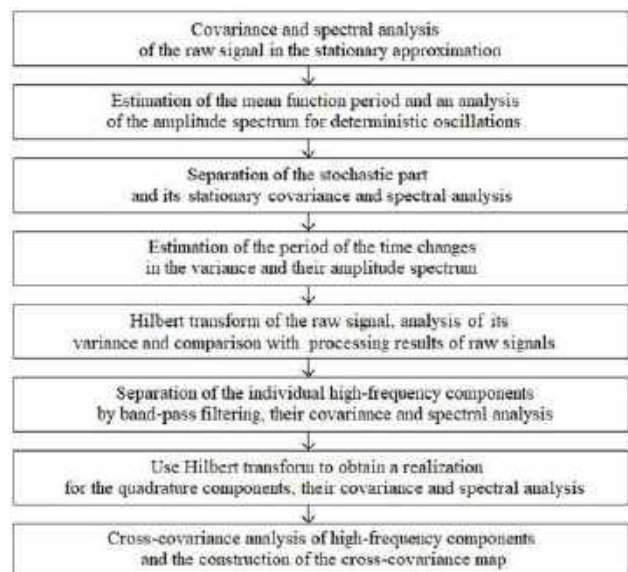 Covariance and spectral analysis
of the raw signal in the stationary approximation
Estimation of the mean function period and an analysis
of the amplitude spectrum for deterministic oscillations
Separation of the stochastic part
and its stationary covariance and spectral analysis
Estimation of the period of the time changes
in the variance and their amplitude spectrum
Hilbert transform of the raw signal, analysis of its
variance and comparison with processing results of raw signals
Separation of the individual high-frequency components
by band-pass filtering, their covariance and spectral analysis
Use Hilbert transform to obtain a realization
for the quadrature components, their covariance and spectral analysis
Cross-covariance analysis of high-frequency components
and the construction of the cross-covariance map